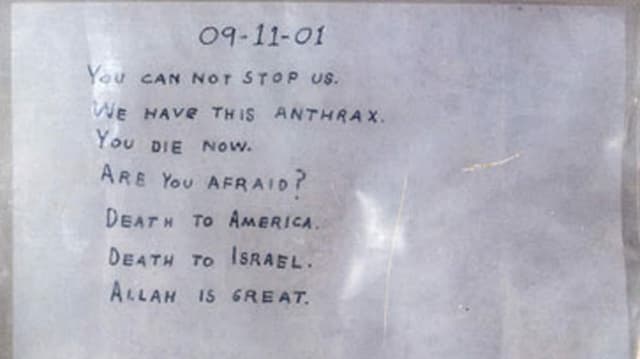 09-11-01
YOU CAN NOT STOP US.
WE HAVE THIS ANTHRAX.
YOU DIE NOW.
ARE YOU AFRAID?
DEATH TO AMERICA.
DEATH TO ISRAEL.
ALLAH IS GREAT.